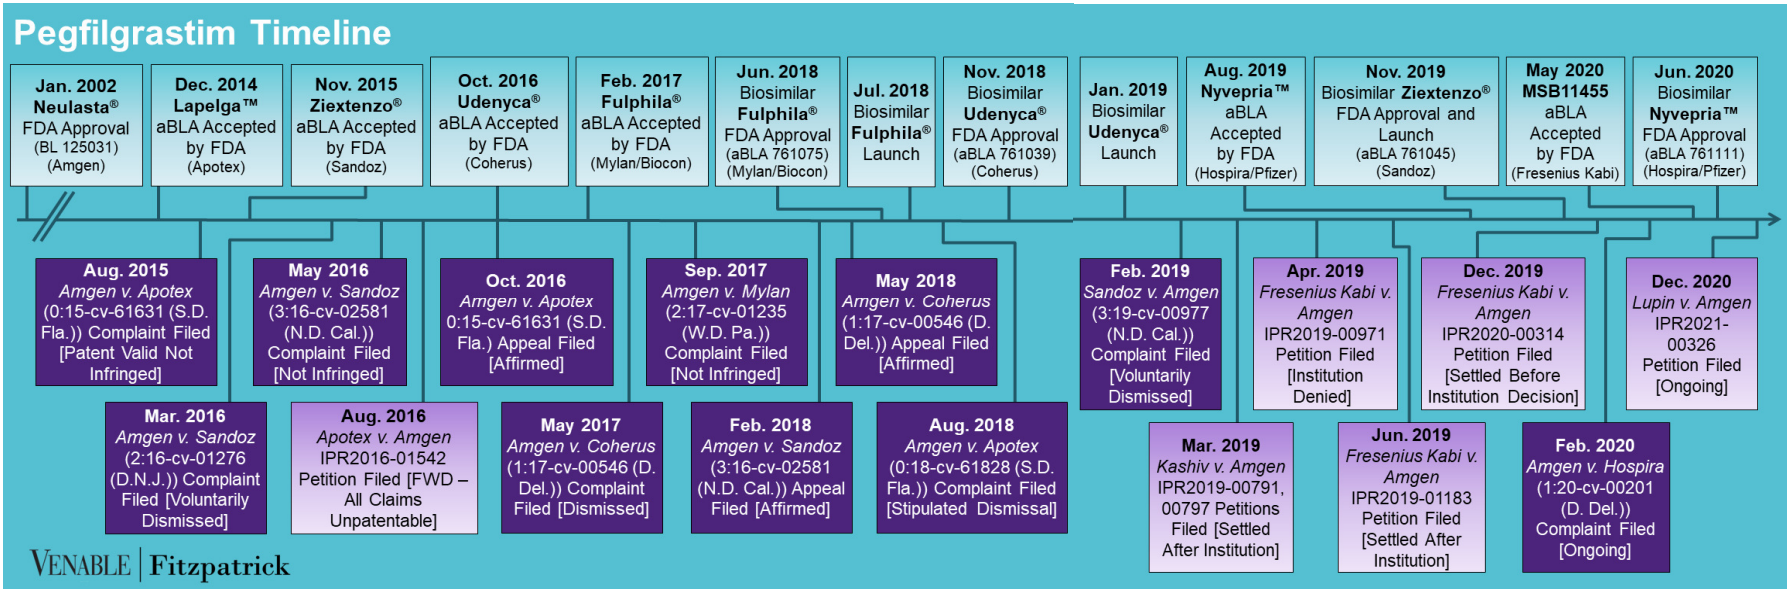 Pegfilgrastim Timeline
Jan. 2002
Neulasta®
FDA Approval
(BL 125031)
(Amgen)
Dec. 2014
Lapelga™
aBLA Accepted
by FDA
(Apotex)
Nov. 2015
Ziextenzo®
aBLA Accepted
by FDA
(Sandoz)
Oct. 2016
Udenyca®
aBLA Accepted
by FDA
(Coherus)
Feb. 2017
Fulphila®
aBLA Accepted
by FDA
(Mylan/Biocon)
Jun. 2018
Biosimilar
Fulphila®
FDA Approval
(aBLA 761075)
(Mylan/Biocon)
Jul. 2018
Biosimilar
Fulphila®
Launch
Nov. 2018
Biosimilar
Udenyca®
FDA Approval
(aBLA 761039)
(Coherus)
Jan. 2019
Biosimilar
Udenyca®
Launch
Aug. 2019
Nyvepria™
aBLA
Accepted
by FDA
(Hospira/Pfizer)
Nov. 2019
Biosimilar Ziextenzo®
FDA Approval and
Launch
(aBLA 761045)
(Sandoz)
May 2020
MSB11455
aBLA
Accepted
by FDA
(Fresenius Kabi)
Jun. 2020
Biosimilar
Nyvepria™
FDA Approval
(aBLA 761111)
(Hospira/Pfizer)
Aug. 2015
Amgen v. Apotex
(0:15-cv-61631 (S.D.
Fla.)) Complaint Filed
[Patent Valid Not
Infringed]
May 2016
Amgen v. Sandoz
(3:16-cv-02581
(N.D. Cal.))
Complaint Filed
[Not Infringed]
Oct. 2016
Amgen v. Apotex
0:15-cv-61631 (S.D.
Fla.) Appeal Filed
[Affirmed]
Sep. 2017
Amgen v. Mylan
(2:17-cv-01235
(W.D. Pa.))
Complaint Filed
[Not Infringed]
May 2018
Amgen v. Coherus
(1:17-cv-00546 (D.
Del.)) Appeal Filed
[Affirmed]
Feb. 2019
Sandoz v. Amgen
(3:19-cv-00977
(N.D. Cal.))
Complaint Filed
[Voluntarily
Dismissed]
Apr. 2019
Fresenius Kabi v.
Amgen
IPR2019-00971
Petition Filed
[Institution
Denied]
Dec. 2019
Fresenius Kabi v.
Amgen
IPR2020-00314
Petition Filed
[Settled Before
Institution Decision]
Dec. 2020
Lupin v. Amgen
IPR2021-
00326
Petition Filed
[Ongoing]
Mar. 2016
Amgen v. Sandoz
(2:16-cv-01276
(D.N.J.)) Complaint
Filed [Voluntarily
Dismissed]
Aug. 2016
Apotex v. Amgen
IPR2016-01542
Petition Filed [FWD –
All Claims
Unpatentable]
May 2017
Amgen v. Coherus
(1:17-cv-00546 (D.
Del.)) Complaint
Filed [Dismissed]
Feb. 2018
Amgen v. Sandoz
(3:16-cv-02581
(N.D. Cal.)) Appeal
Filed [Affirmed]
Aug. 2018
Amgen v. Apotex
(0:18-cv-61828 (S.D.
Fla.)) Complaint Filed
[Stipulated Dismissal]
Mar. 2019
Kashiv v. Amgen
IPR2019-00791,
00797 Petitions
Filed [Settled
After Institution]
Jun. 2019
Fresenius Kabi v.
Amgen
IPR2019-01183
Petition Filed
[Settled After
Institution]
Feb. 2020
Amgen v. Hospira
(1:20-cv-00201
(D. Del.))
Complaint Filed
[Ongoing]
VENABLE | Fitzpatrick